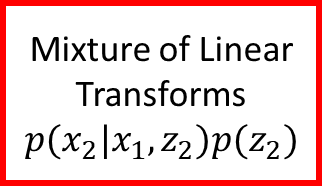 Mixture of Linear
Transforms
p(x₂|x₁, z₂)p(z₂)